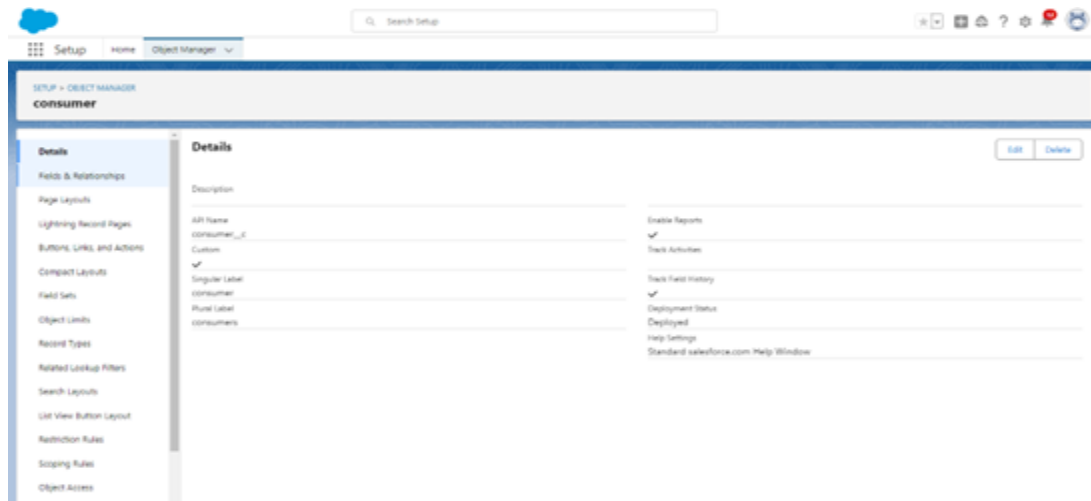 Search Setup
Setup Home Object Manager
SETUP > OBJECT MANAGER
consumer
Details
Fields & Relationships
Page Layouts
Lightning Record Pages
Buttons, Links, and Actions
Compact Layouts
Field Sets
Object Limits
Record Types
Related Lookup Filters
Search Layouts
List View Button Layout
Restriction Rules
Scoping Rules
Object Access
Details
Edit Delete
Description
API Name
consumer__c
Custom
Singular Label
consumer
Plural Label
consumers
Enable Reports
Track Activities
Track Field History
Deployment Status
Deployed
Help Settings
Standard salesforce.com Help Window